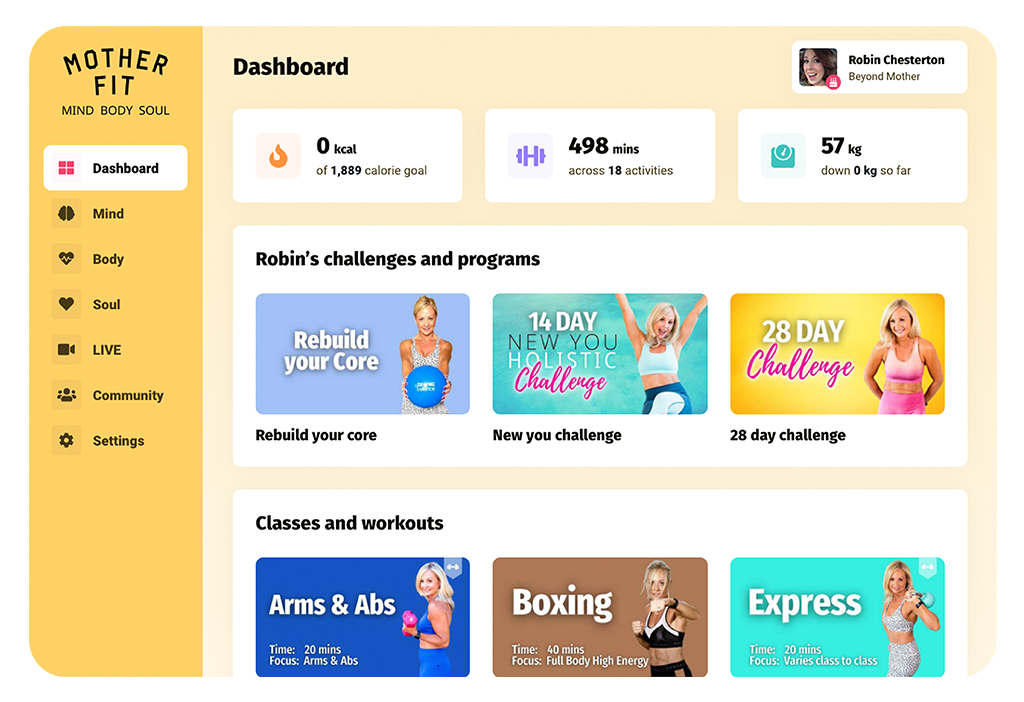 MOTHER
FIT
MIND BODY SOUL
Dashboard
Mind
Body
Soul
LIVE
Community
Settings
Dashboard
Robin Chesterton
Beyond Mother
0 kcal
of 1,889 calorie goal
498 mins
across 18 activities
57 kg
down 0 kg so far
Robin’s challenges and programs
Rebuild
your Core
Rebuild your core
14 DAY
NEW YOU
HOLISTIC
Challenge
New you challenge
28 DAY
Challenge
28 day challenge
Classes and workouts
Arms & Abs
Time: 20 mins
Focus: Arms & Abs
Boxing
Time: 40 mins
Focus: Full Body High Energy
Express
Time: 20 mins
Focus: Varies class to class